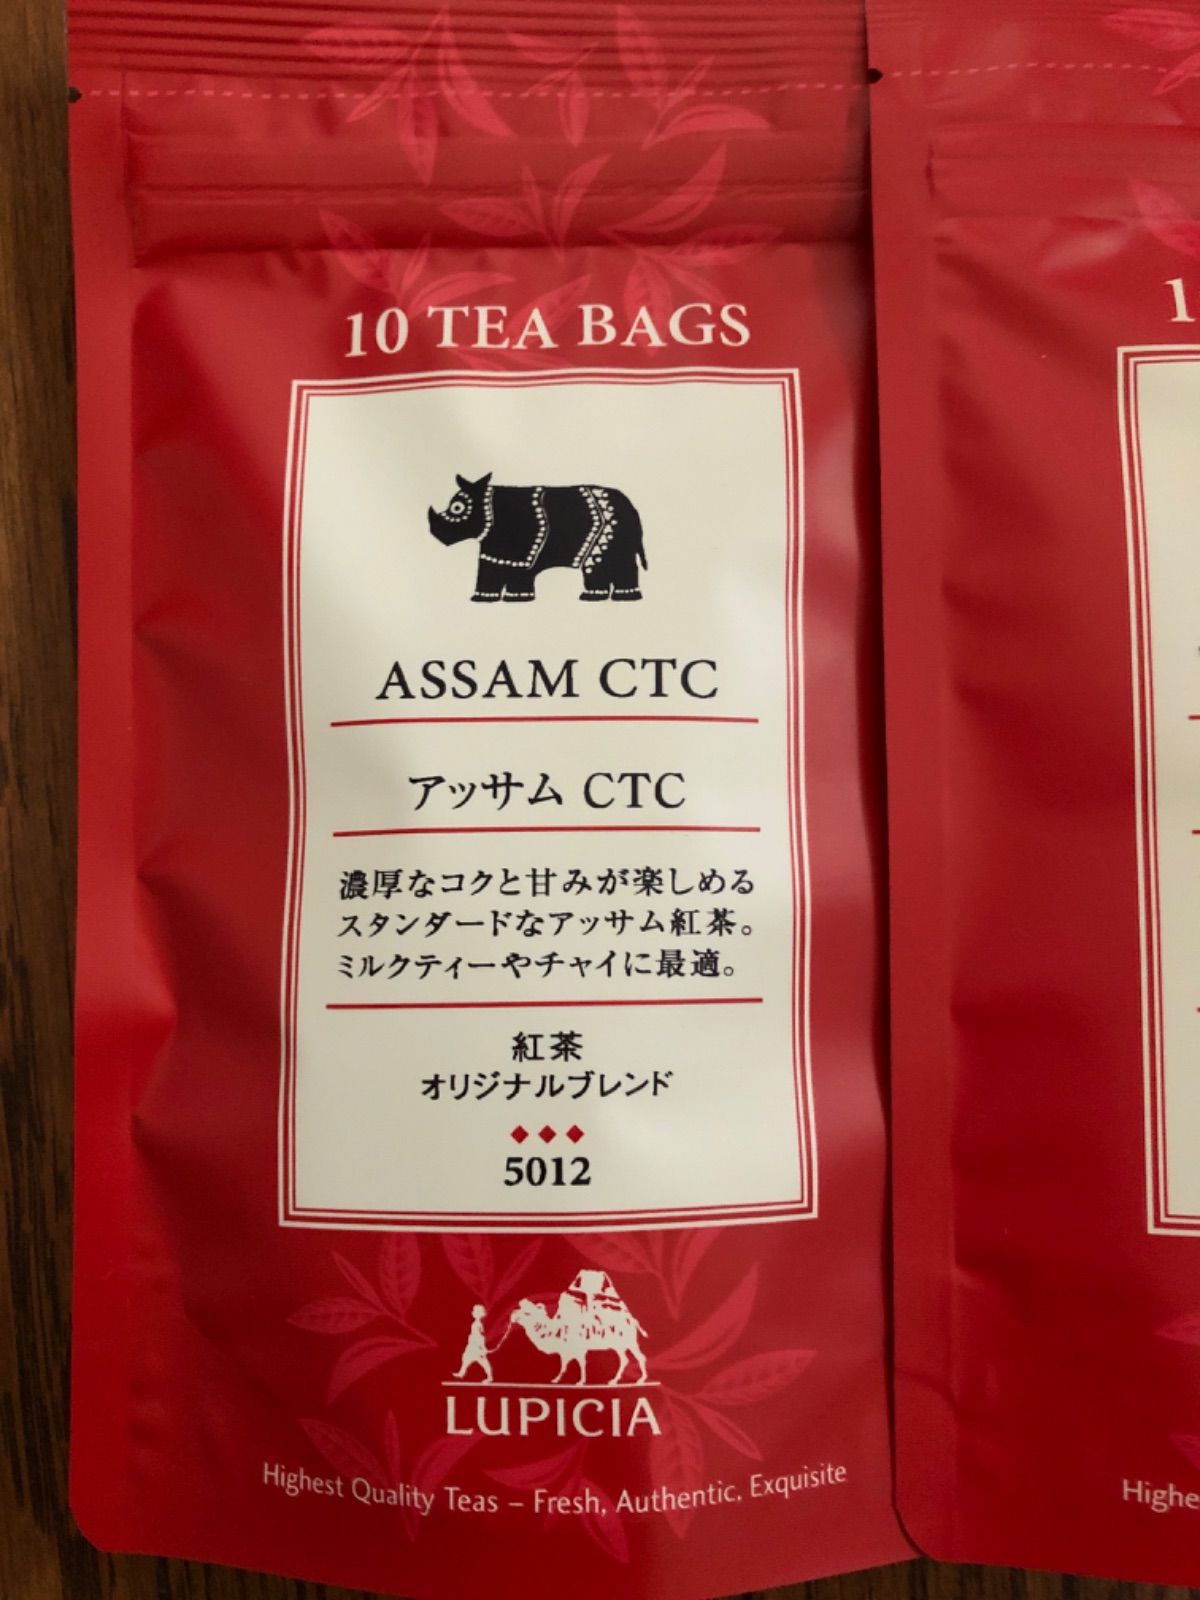 10 TEA BAGS
ASSAM CTC
アッサム CTC
濃厚なコクと甘みが楽しめる
スタンダードなアッサム紅茶。
ミルクティーやチャイに最適。
紅茶
オリジナルブレンド
5012
LUPICIA
Highest Quality Teas – Fresh, Authentic, Exquisite
1
Highe